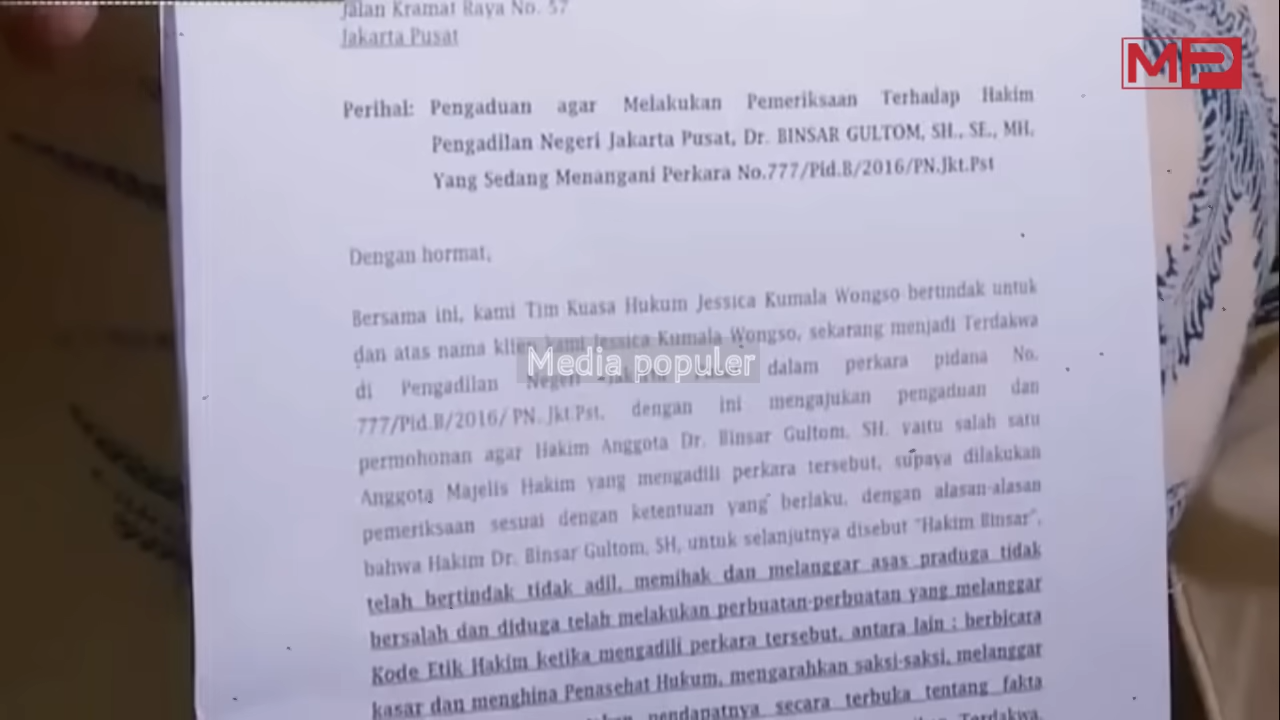 Jalan Kramat Raya No. 57
Jakarta Pusat
MP
Perihal: Pengaduan agar Melakukan Pemeriksaan Terhadap Hakim
Pengadilan Negeri Jakarta Pusat, Dr. BINSAR GULTOM, SH., SE., MH.
Yang Sedang Menangani Perkara No.777/Pid.B/2016/PN.Jkt.Pst
Dengan hormat,
Bersama ini, kami Tim Kuasa Hukum Jessica Kumala Wongso bertindak untuk
dan atas nama klien kami Jessica Kumala Wongso, sekarang menjadi Terdakwa
Media populer
di Pengadilan Negeri dalam perkara pidana No.
777/Pid.B/2016/ PN. Jkt.Pst, dengan ini mengajukan pengaduan dan
permohonan agar Hakim Anggota Dr. Binsar Gultom, SH. yaitu salah satu
Anggota Majelis Hakim yang mengadili perkara tersebut, supaya dilakukan
pemeriksaan sesuai dengan ketentuan yang berlaku, dengan alasan-alasan
bahwa Hakim Dr. Binsar Gultom, SH, untuk selanjutnya disebut "Hakim Binsar",
telah bertindak tidak adil, memihak dan melanggar asas praduga tidak
bersalah dan diduga telah melakukan perbuatan-perbuatan yang melanggar
Kode Etik Hakim ketika mengadili perkara tersebut, antara lain : berbicara
kasar dan menghina Penasehat Hukum, mengarahkan saksi-saksi, melanggar
pendapatnya secara terbuka tentang fakta
Terdakwa,